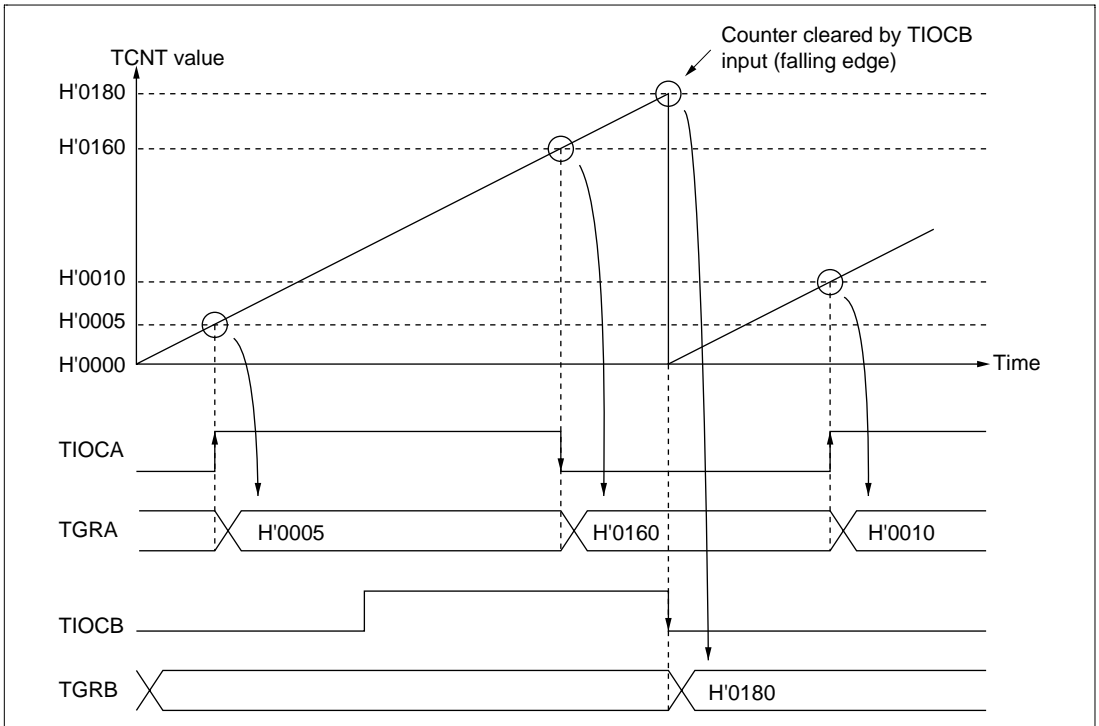 Counter cleared by TIOCB
input (falling edge)
TCNT value
H'0180
H'0160
H'0010
H'0005
H'0000
Time
TIOCA
TGRA
H'0005
H'0160
H'0010
TIOCB
TGRB
H'0180